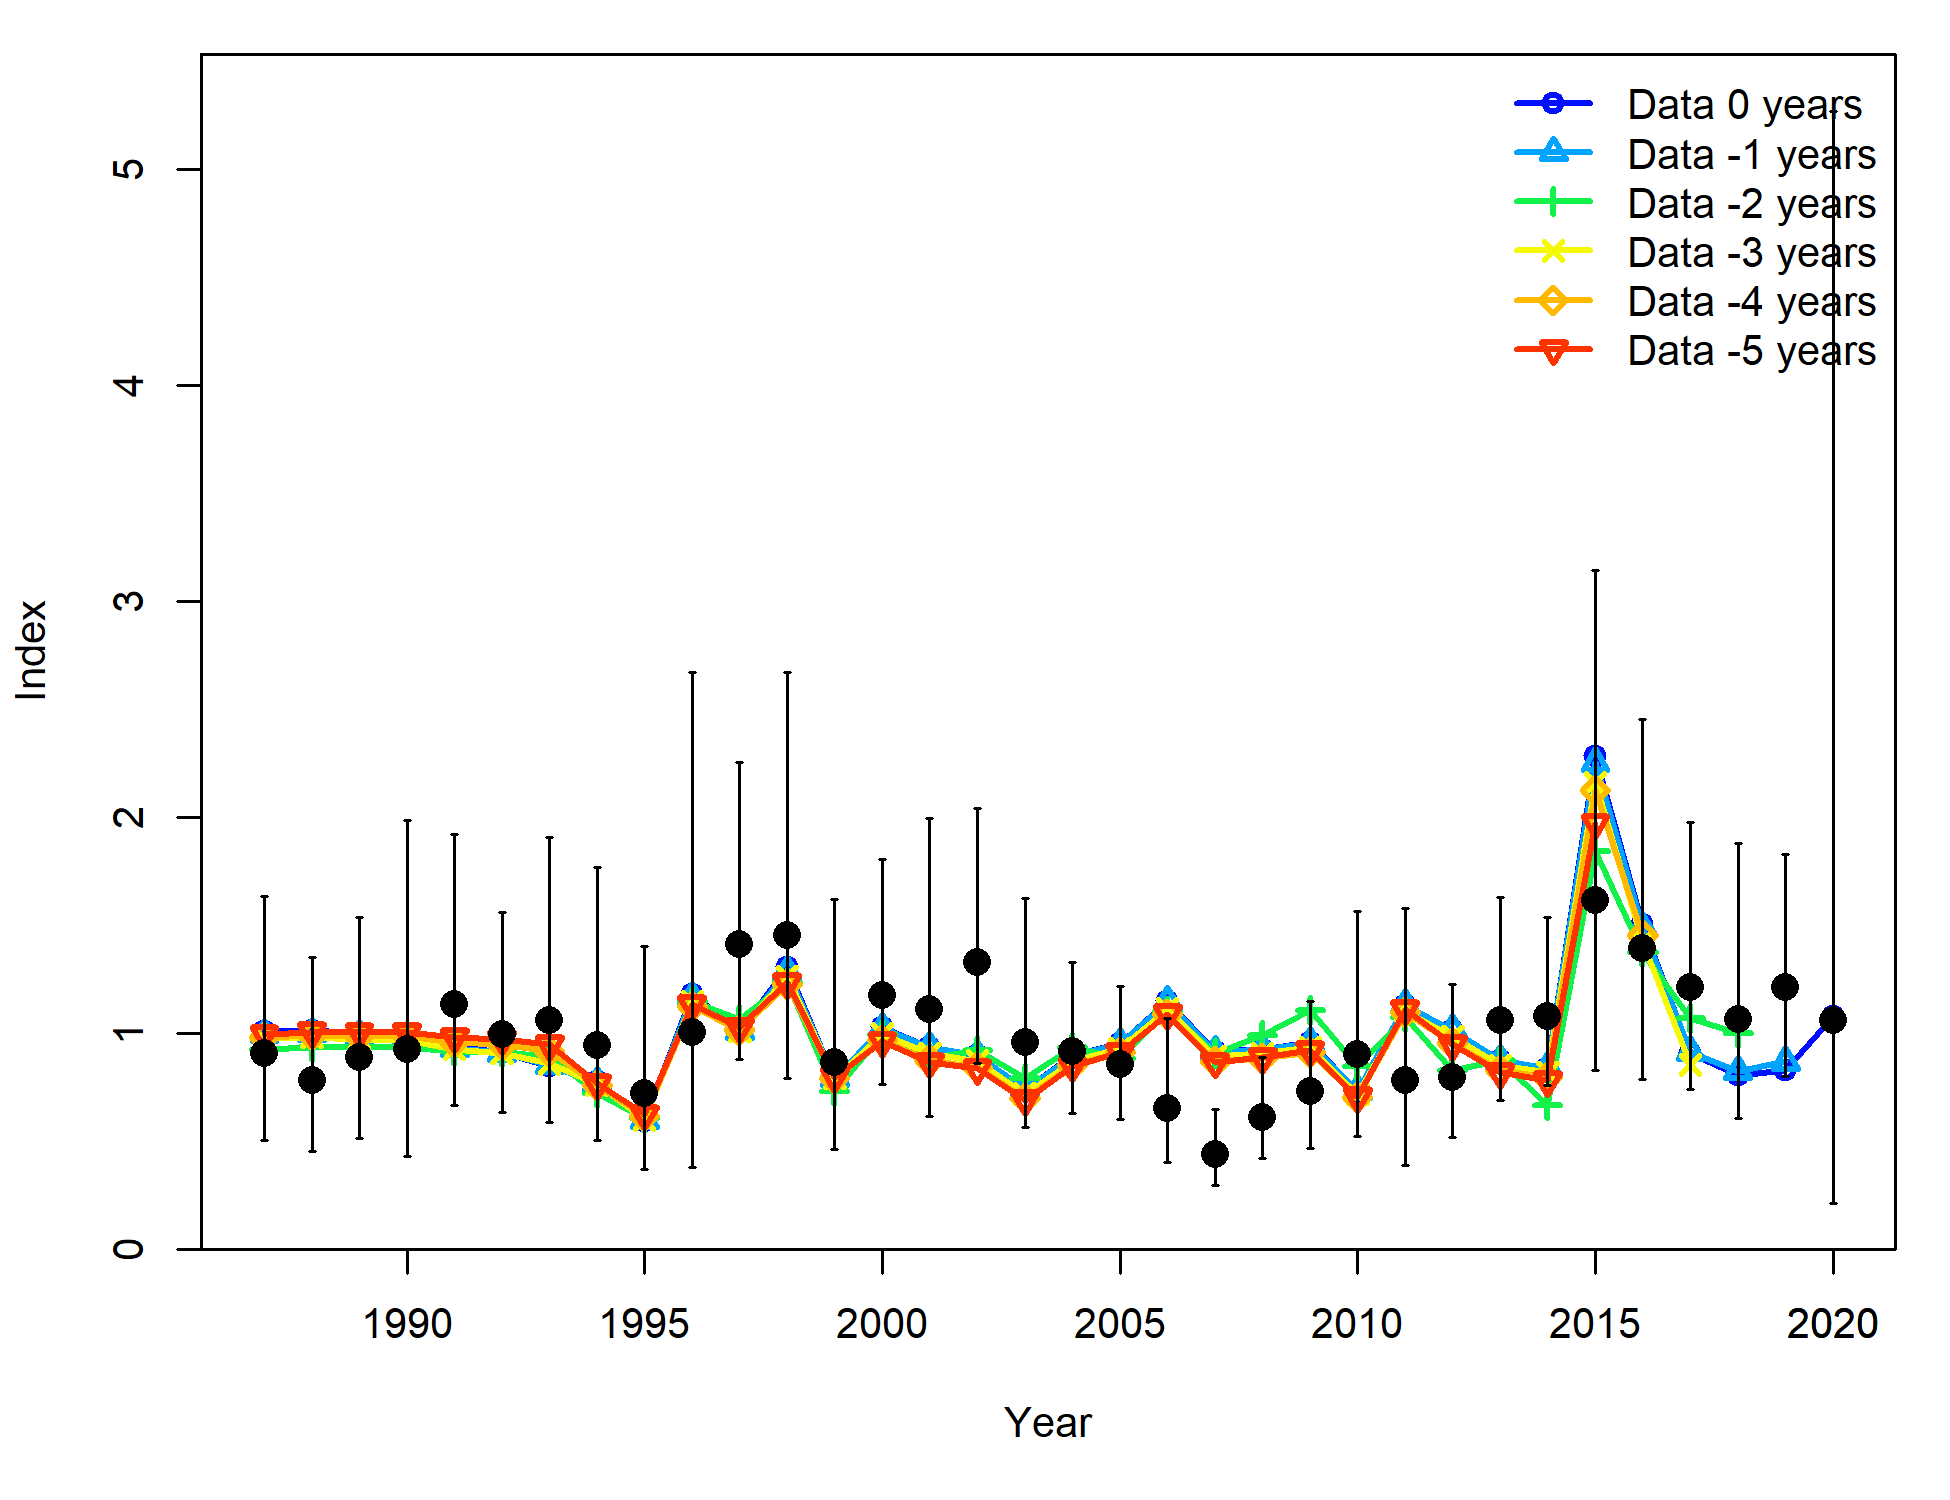 Data 0 years
Data -1 years
Data -2 years
Data -3 years
Data -4 years
Data -5 years
5
4
3
2
1
0
Index
1990 1995 2000 2005 2010 2015 2020
Year